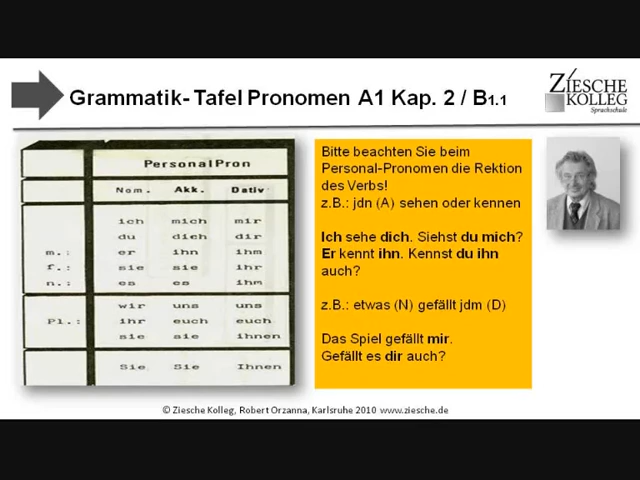 Grammatik- Tafel Pronomen A1 Kap. 2 / B1.1
ZIESCHE
KOLLEG
Sprachschule
PersonalPron
Nom. Akk. Dativ
ich mich mir
du dich dir
m.: er ihn ihm
f.: sie sie ihr
n.: es es ihm
wir uns uns
Pl.: ihr euch euch
sie sie ihnen
Sie Sie Ihnen
Bitte beachten Sie beim
Personal-Pronomen die Rektion
des Verbs!
z.B.: jdn (A) sehen oder kennen
Ich sehe dich. Siehst du mich?
Er kennt ihn. Kennst du ihn
auch?
z.B.: etwas (N) gefällt jdm (D)
Das Spiel gefällt mir.
Gefällt es dir auch?
© Ziesche Kolleg, Robert Orzanna, Karlsruhe 2010 www.ziesche.de